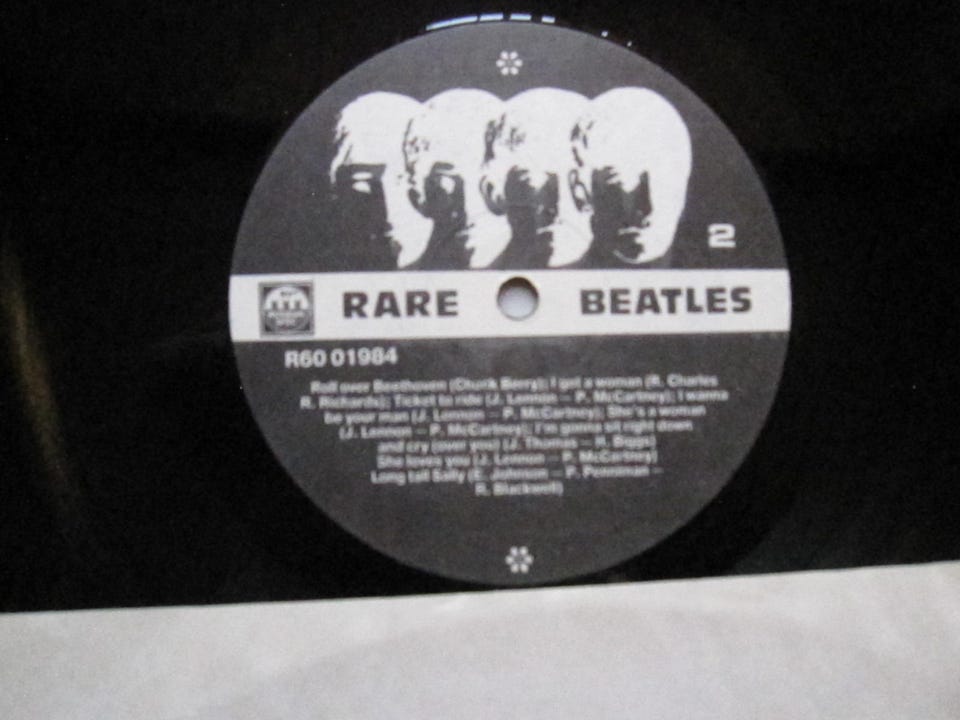 2
RARE BEATLES
R60 01984
Roll over Beethoven (Chuck Berry); I got a woman (R. Charles
R. Richards); Ticket to ride (J. Lennon – P. McCartney); I wanna
be your man (J. Lennon – P. McCartney); She's a woman
(J. Lennon – P. McCartney); I'm gonna sit right down
and cry (over you) (J. Thomas – H. Biggs)
She loves you (J. Lennon – P. McCartney)
Long tall Sally (E. Johnson – P. Penniman –
R. Blackwell)